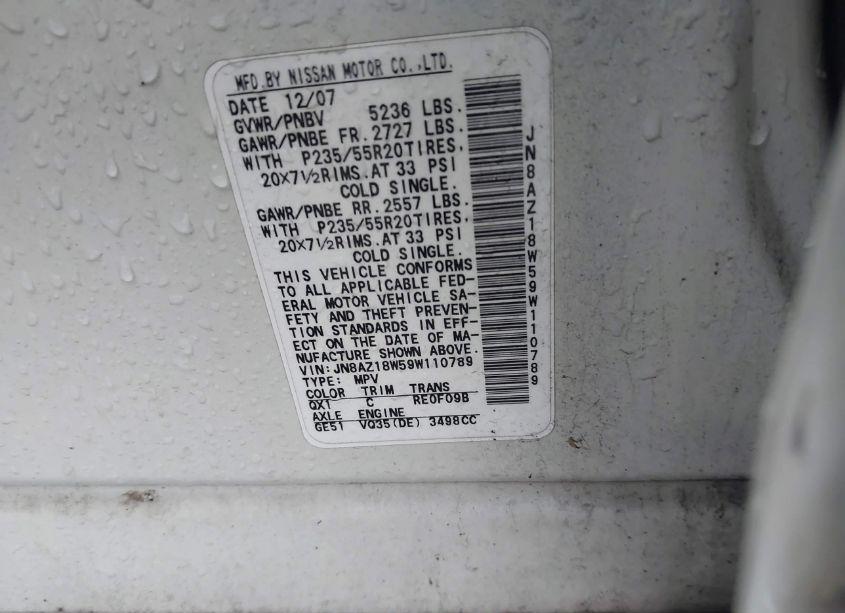 MFD.BY NISSAN MOTOR CO.,LTD.
DATE 12/07
GVWR/PNBV 5236 LBS.
GAWR/PNBE FR.2727 LBS.
WITH P235/55R20TIRES,
20X7½RIMS.AT 33 PSI
COLD SINGLE.
GAWR/PNBE RR.2557 LBS.
WITH P235/55R20TIRES,
20X7½RIMS.AT 33 PSI
COLD SINGLE.
THIS VEHICLE CONFORMS
TO ALL APPLICABLE FED-
ERAL MOTOR VEHICLE SA-
FETY AND THEFT PREVEN-
TION STANDARDS IN EFF-
ECT ON THE DATE OF MA-
NUFACTURE SHOWN ABOVE.
VIN:JN8AZ18W59W110789
TYPE: MPV
COLOR TRIM TRANS
QX1 C RE0F09B
AXLE ENGINE
GE51 VQ35(DE) 3498CC
JN8AZ18W59W110789